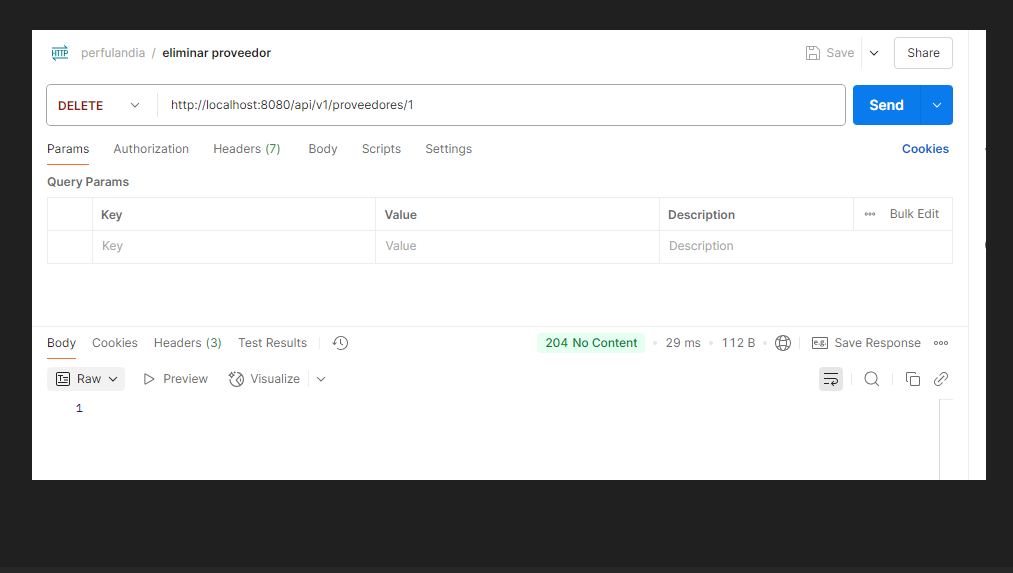 HTTP perfulandia / eliminar proveedor Save Share
DELETE http://localhost:8080/api/v1/proveedores/1 Send
Params Authorization Headers (7) Body Scripts Settings Cookies
Query Params
Key Value Description Bulk Edit
Key Value Description
Body Cookies Headers (3) Test Results 204 No Content 29 ms 112 B e.g. Save Response
Raw Preview Visualize
1